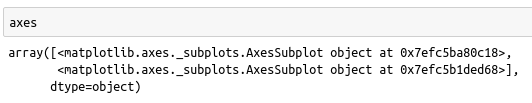 axes
array([<matplotlib.axes._subplots.AxesSubplot object at 0x7efc5ba80c18>,
       <matplotlib.axes._subplots.AxesSubplot object at 0x7efc5b1ded68>],
      dtype=object)